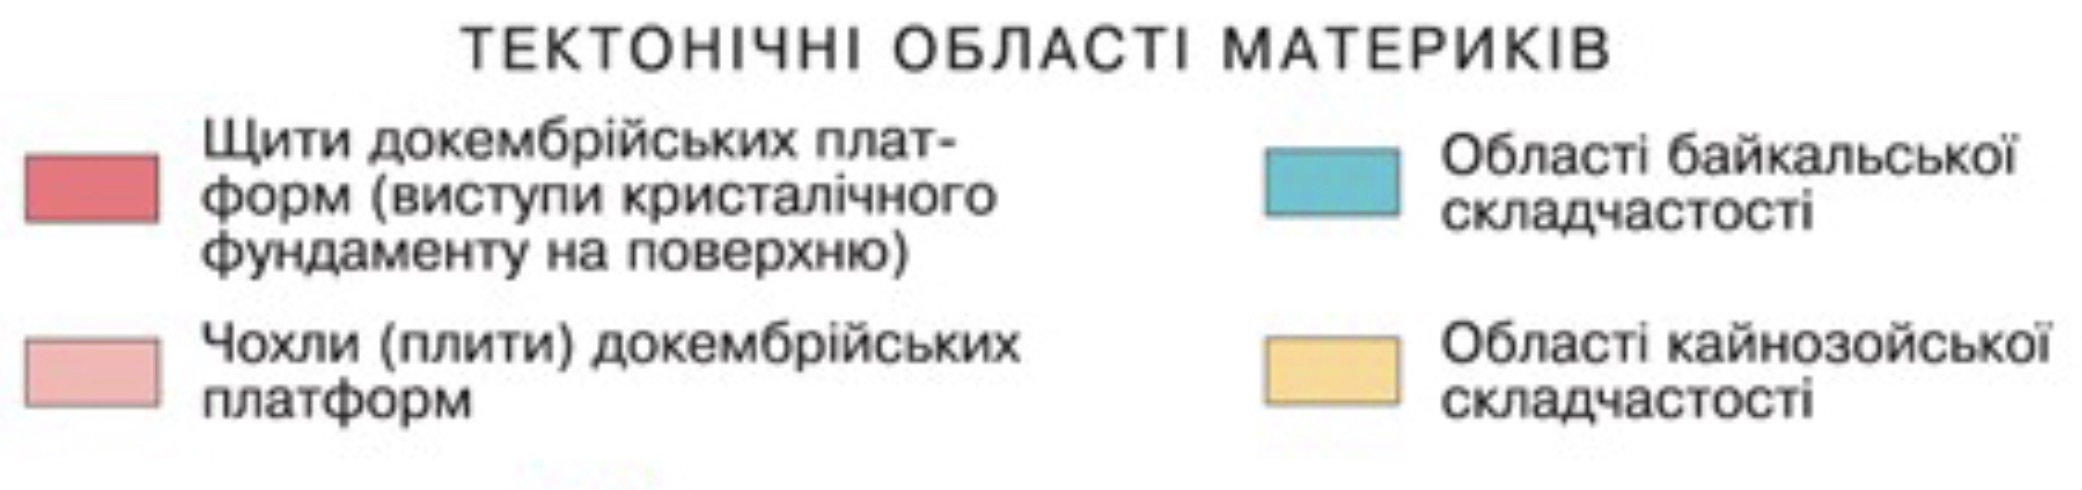 ТЕКТОНІЧНІ ОБЛАСТІ МАТЕРИКІВ
Щити докембрійських плат-
форм (виступи кристалічного
фундаменту на поверхню)
Чохли (плити) докембрійських
платформ
Області байкальської
складчастості
Області кайнозойської
складчастості